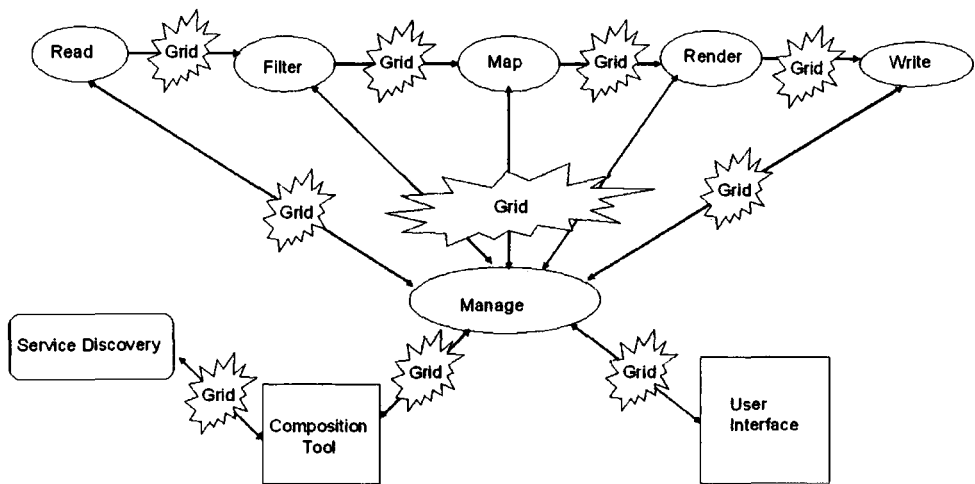 Read
Grid
Filter
Grid
Map
Grid
Render
Grid
Write
Grid
Grid
Grid
Manage
Service Discovery
Grid
Composition
Tool
Grid
Grid
User
Interface